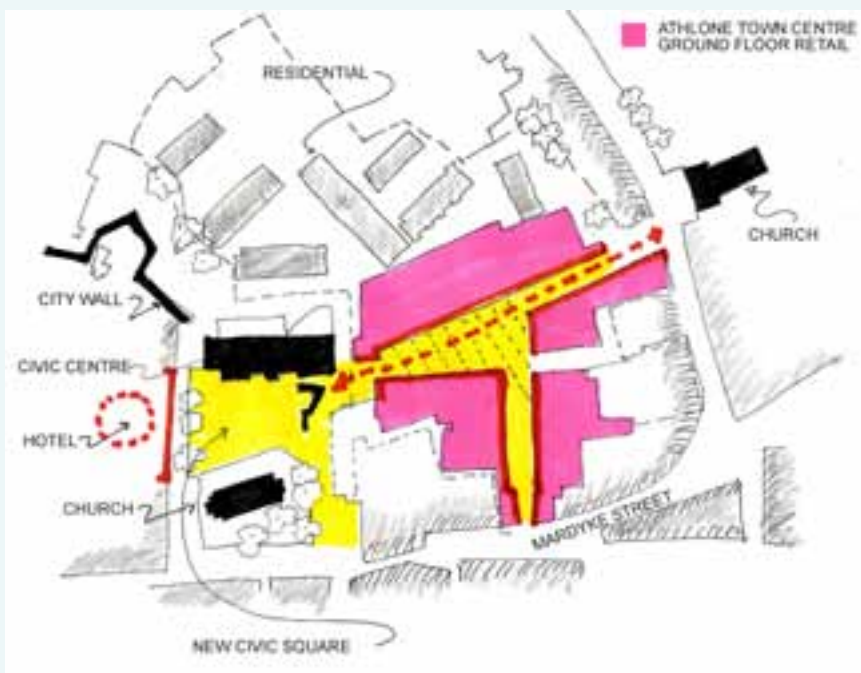 ATHLONE TOWN CENTRE
GROUND FLOOR RETAIL
RESIDENTIAL
CHURCH
CITY WALL
CIVIC CENTRE
HOTEL
CHURCH
MARDYKE STREET
NEW CIVIC SQUARE